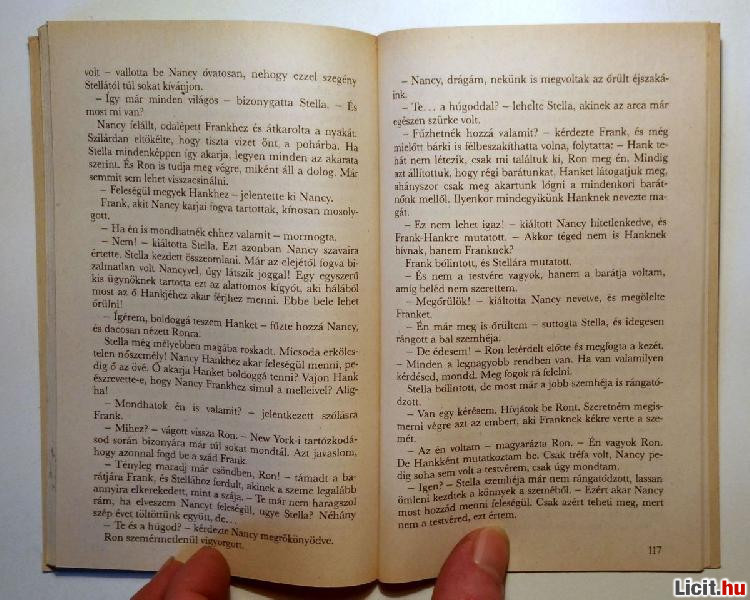 volt – vallotta be Nancy óvatosan, nehogy ezzel szegény
Stellától túl sokat kívánjon.
– Így már minden világos – bizonygatta Stella. – És
most mi van?
Nancy felállt, odalépett Frankhez és átkarolta a nyakát.
Szilárdan eltökélte, hogy tiszta vizet önt a pohárba. Ha
Stella mindenképpen így akarja, legyen minden az akarata
szerint. És Ron is tudja meg végre, miként áll a dolog. Már
semmit sem lehet visszacsinálni.
– Feleségül megyek Hankhez – jelentette ki Nancy.
Frank, akit Nancy karjai fogva tartottak, kínosan mosoly-
gott.
– Ha én is mondhatnék ehhez valamit – mormogta.
– Nem! – kiáltotta Stella. Ezt azonban Nancy szavaira
értette. Stella kezdett összeomlani. Már az elejétől fogva bi-
zalmatlan volt Nancyvel, úgy látszik joggal! Egy egyszerű
kis ügynöknek tartotta ezt az alattomos kígyót, aki hálából
most az ő Hankjéhez akar férjhez menni. Ebbe bele lehet
őrülni!
– Ígérem, boldoggá teszem Hanket – fűzte hozzá Nancy,
és dacosan nézett Ronra.
Stella még mélyebben magába roskadt. Micsoda erkölcs-
telen nőszemély! Nancy Hankhez akar feleségül menni, pe-
dig ő az övé. Ő akarja Hanket boldoggá tenni? Vajon Hank
észrevette-e, hogy Nancy Frankhez simul a melleivel? Alig-
ha!
– Mondhatok én is valamit? – jelentkezett szólásra
Frank.
– Mihez? – vágott vissza Ron. – New York-i tartózkodá-
sod során bizonyára már túl sokat mondtál. Azt javaslom,
hogy azonnal fogd be a szád Frank.
– Tényleg maradj már csöndben, Ron! – támadt a ba-
rátjára Frank, és Stellához fordult, akinek a szeme legalább
annyira elkerekedett, mint a szája. – Te már nem haragszol
rám, ha elveszem Nancyt feleségül, ugye Stella? Néhány
szép évet töltöttünk együtt, de…
– Te és a húgod? – kérdezte Nancy megrökönyödve.
Ron szemérmetlenül vigyorgott.
– Nancy, drágám, nekünk is megvoltak az őrült éjszaká-
ink.
– Te… a húgoddal? – lehelte Stella, akinek az arca már
egészen szürke volt.
– Fűzhetnék hozzá valamit? – kérdezte Frank, és még
mielőtt bárki is félbeszakíthatta volna, folytatta: – Hank te-
hát nem létezik, csak mi találtuk ki, Ron meg én. Mindig
azt állítottuk, hogy régi barátunkat, Hanket látogatjuk meg,
ahányszor csak meg akartunk lógni a mindenkori barát-
nőnk mellől. Ilyenkor mindegyikünk Hanknek nevezte ma-
gát.
– Ez nem lehet igaz! – kiáltott Nancy hitetlenkedve, és
Frank-Hankre mutatott. – Akkor téged nem is Hanknek
hívnak, hanem Franknek?
Frank bólintott, és Stellára mutatott.
– És nem a testvére vagyok, hanem a barátja voltam,
amíg beléd nem szerettem.
– Megőrülök! – kiáltotta Nancy nevetve, és megölelte
Franket.
– Én már meg is őrültem – suttogta Stella, és idegesen
rángott a bal szemhéja.
– De édesem! – Ron letérdelt előtte és megfogta a kezét.
– Minden a legnagyobb rendben van. Ha van valamilyen
kérdésed, mondd. Meg fogok rá felelni.
Stella bólintott, de most már a jobb szemhéja is rángató-
dzott.
– Van egy kérésem. Hívjátok be Ront. Szeretném megis-
merni végre azt az embert, aki Franknek kékre verte a sze-
mét.
– Az én voltam – magyarázta Ron. – Én vagyok Ron.
De Hankként mutatkoztam be. Csak tréfa volt, Nancy pe-
dig soha sem volt a testvérem, csak úgy mondtam.
– Igen? – Stella szemhéja már nem rángatódzott, lassan
ömleni kezdtek a könnyek a szeméből. – Ezért akar Nancy
most hozzád menni feleségül. Csak azért teheti meg, mert
nem a testvéred, ezt értem.
117
Licit.hu